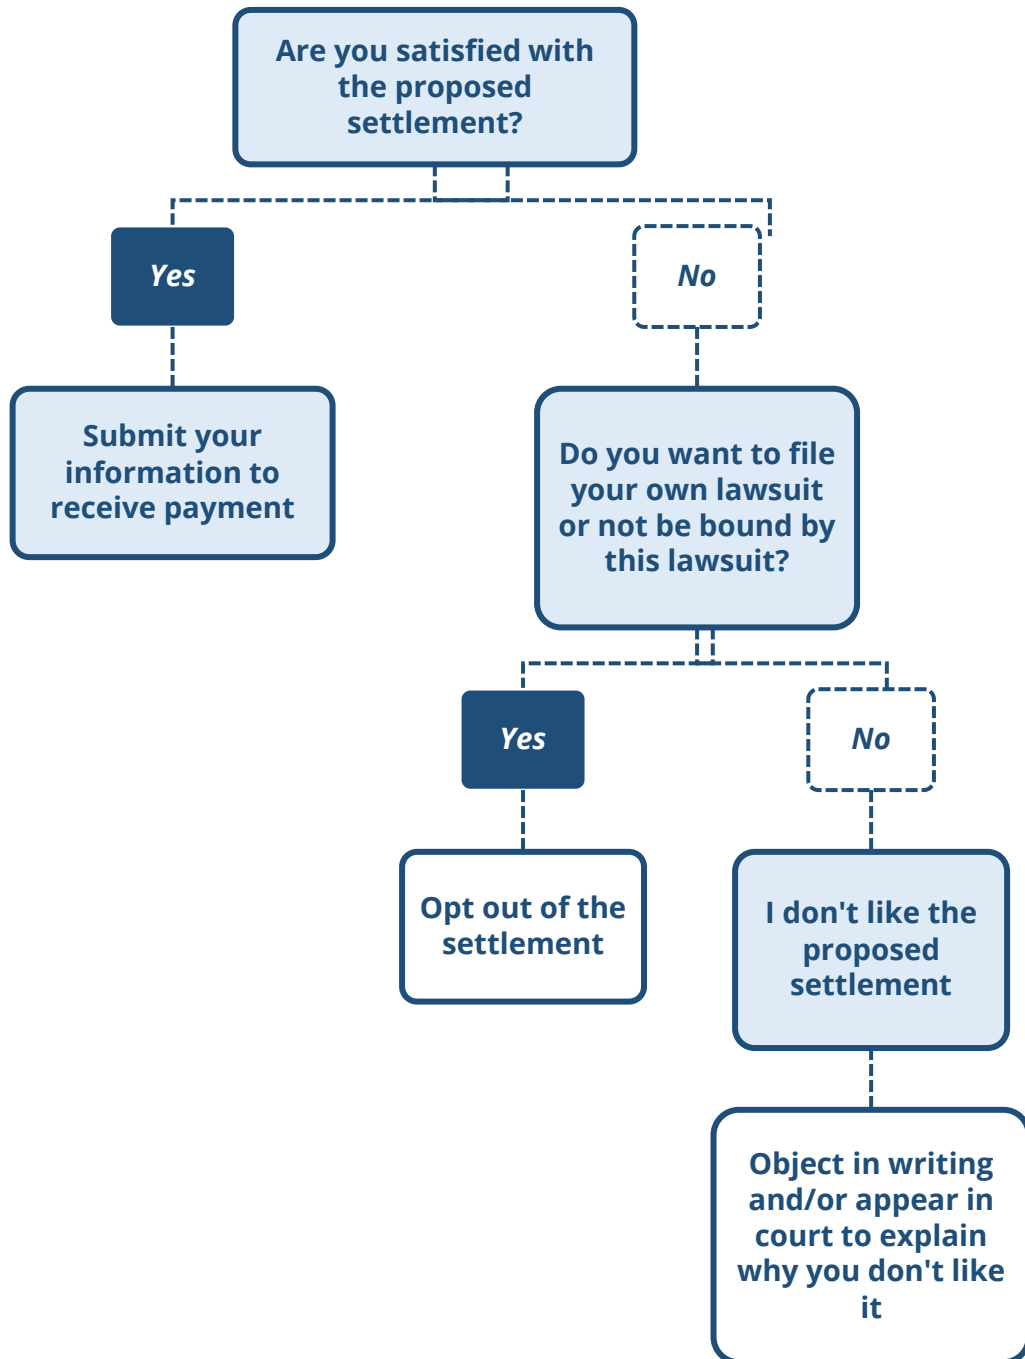 Are you satisfied with
the proposed
settlement?
Yes
No
Submit your
information to
receive payment
Do you want to file
your own lawsuit
or not be bound by
this lawsuit?
Yes
No
Opt out of the
settlement
I don't like the
proposed
settlement
Object in writing
and/or appear in
court to explain
why you don't like
it